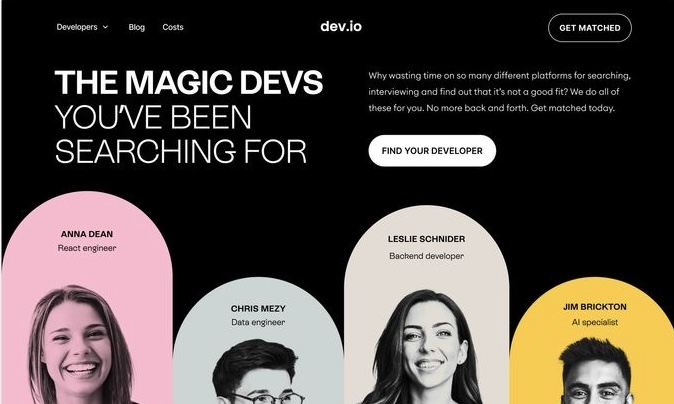 Developers
Blog
Costs
dev.io
GET MATCHED
THE MAGIC DEVS
YOU'VE BEEN
SEARCHING FOR
Why wasting time on so many different platforms for searching,
interviewing and find out that it's not a good fit? We do all of
these for you. No more back and forth. Get matched today.
FIND YOUR DEVELOPER
ANNA DEAN
React engineer
CHRIS MEZY
Data engineer
LESLIE SCHNIDER
Backend developer
JIM BRICKTON
AI specialist